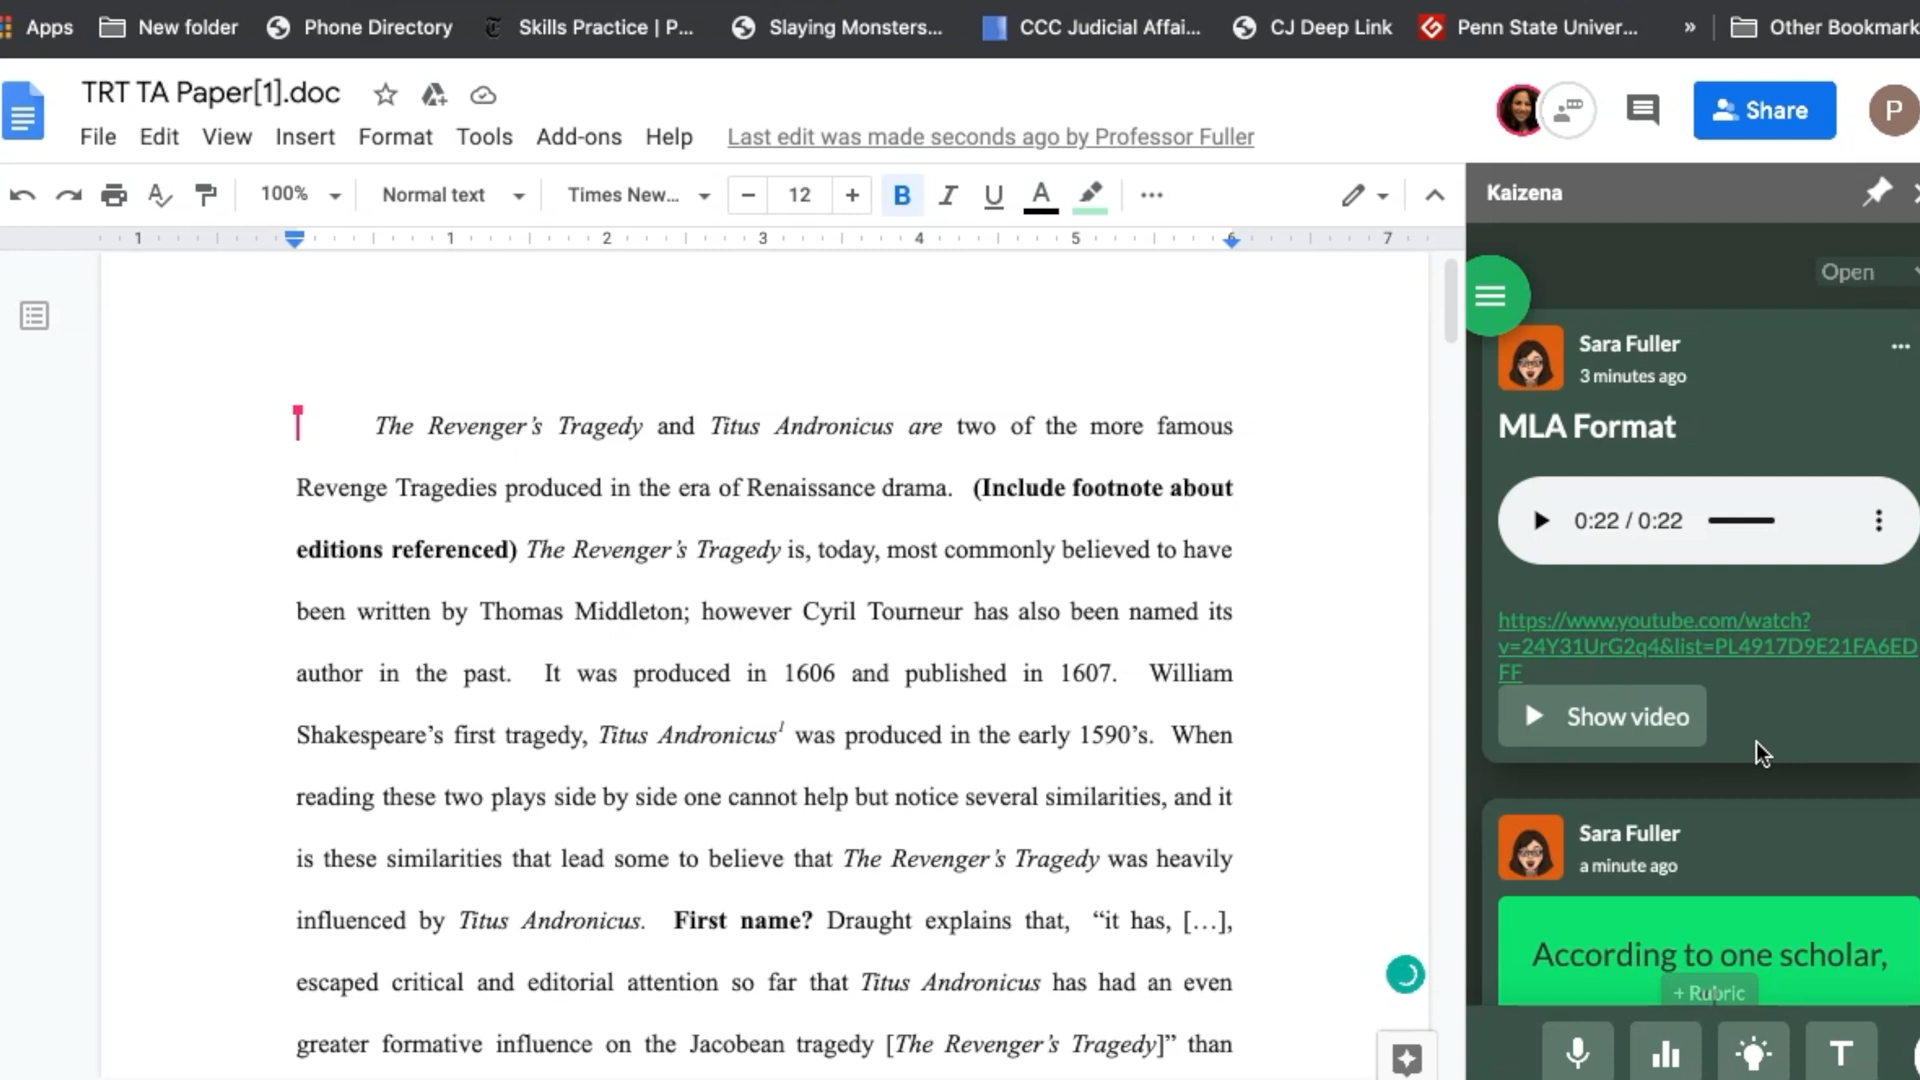 Apps New folder Phone Directory Skills Practice | P... Slaying Monsters... CCC Judicial Affai... CJ Deep Link Penn State Univer... » Other Bookmark
TRT TA Paper[1].doc
File Edit View Insert Format Tools Add-ons Help Last edit was made seconds ago by Professor Fuller
Share
P
100% Normal text Times New... − 12 + B I U A ...
1 1 2 3 4 5 6 7
The Revenger's Tragedy and Titus Andronicus are two of the more famous
Revenge Tragedies produced in the era of Renaissance drama. (Include footnote about
editions referenced) The Revenger's Tragedy is, today, most commonly believed to have
been written by Thomas Middleton; however Cyril Tourneur has also been named its
author in the past. It was produced in 1606 and published in 1607. William
Shakespeare's first tragedy, Titus Andronicus1 was produced in the early 1590's. When
reading these two plays side by side one cannot help but notice several similarities, and it
is these similarities that lead some to believe that The Revenger's Tragedy was heavily
influenced by Titus Andronicus. First name? Draught explains that, “it has, […],
escaped critical and editorial attention so far that Titus Andronicus has had an even
greater formative influence on the Jacobean tragedy [The Revenger's Tragedy]” than
Kaizena
Open
Sara Fuller
3 minutes ago
MLA Format
0:22 / 0:22
https://www.youtube.com/watch?
v=24Y31UrG2q4&list=PL4917D9E21FA6ED
FF
Show video
Sara Fuller
a minute ago
According to one scholar,
+ Rubric
T